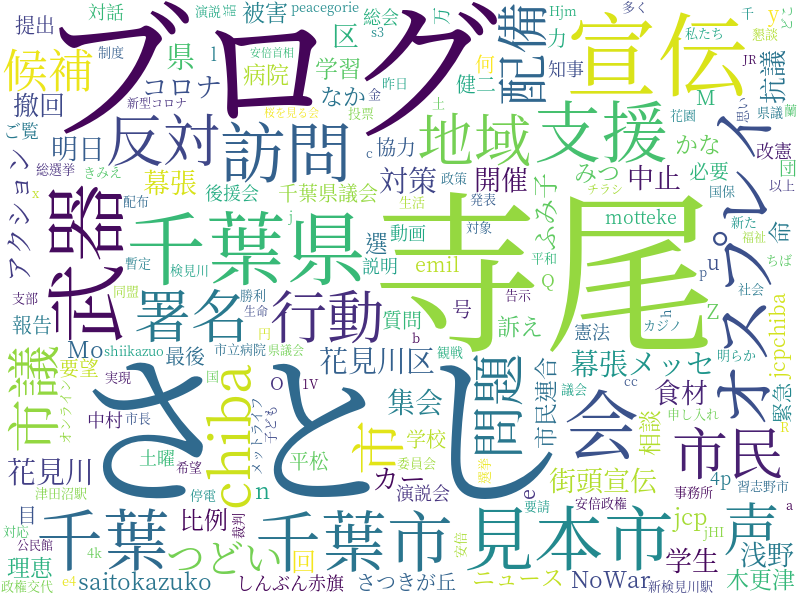 提出
対話
演説
peacegorie
総会
万
Hjm
多く
千
y
被害
区
s3
力
懇談
私たち
安倍首相
ブログ
宣伝
配備
候補
コロナ
県
l
制度
病院
学習
何
知事
JR
抗議
撤回
新型コロナ
なか
健二
昨日
金
桜を見る会
投票
土
M
花園
県議
思い
蘭
ご覧
明日
反対
訪問
地域
支援
オスプレイ
アクション
総選挙
きみえ
幕張
c
協力
政策
かな
改憲
x
配布
後援会
千葉県議会
対策
開催
みつ
中止
必要
団
以上
チラシ
国保
武器
生活
発表
対象
ふみ子
motteke
新た
福祉
命
千葉県
j
選
動画
寺尾
暫定
検見川
説明
emil
平和
p
u
ちば
支部
同盟
勝利
生命
署名
行動
号
Q
告示
憲法
h
Z
社会
報告
円
質問
訴え
b
カジノ
明らか
jcpchiba
市議
要望
オンライン
Mo
shiikazuo
最後
市立病院
県議会
花見川区
観戦
幕張メッセ
緊急
実現
国
O
1V
さとし
問題
会
cc
議会
chiba
集会
市民連合
食材
中村
市長
メットライフ
子ども
市
学校
委員会
相談
申し入れ
R
市民
花見川
土曜
希望
平松
カー
演説会
選挙
街頭宣伝
4p
習志野市
津田沼駅
停電
n
e
安倍政権
事務所
a
目
比例
裁判
千葉
千葉市
見本市
声
対応
公民館
4k
安倍
要請
jcp
jHI
学生
浅野
理恵
つどい
回
政権交代
e4
saitokazuko
しんぶん赤旗
さつきが丘
ニュース
NoWar
新検見川駅
木更津